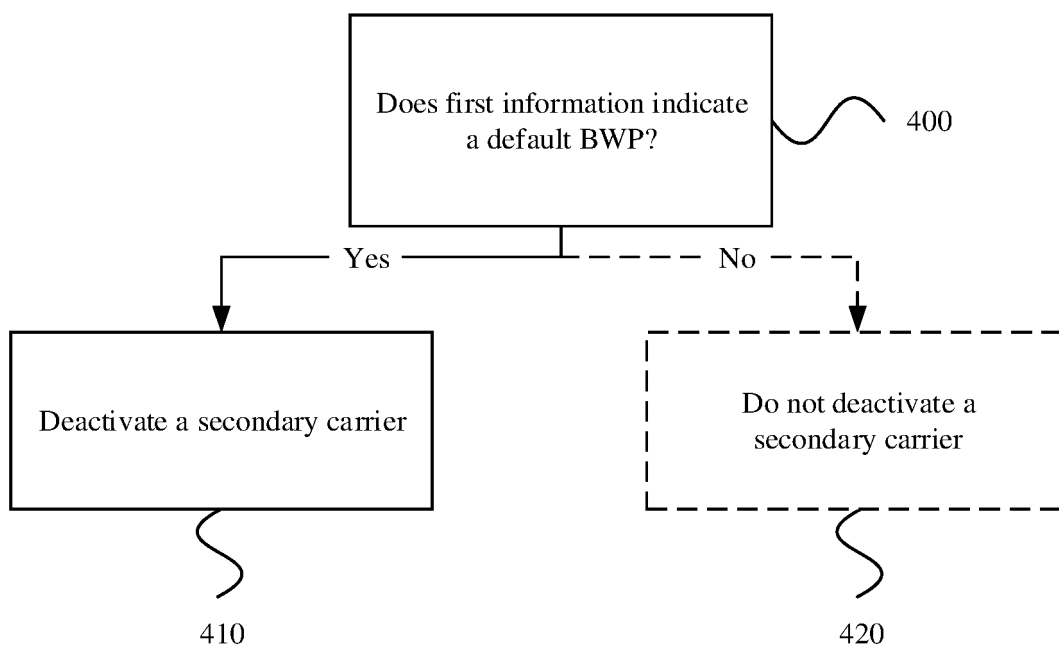 Does first information indicate
a default BWP?
400
Yes
No
Deactivate a secondary carrier
Do not deactivate a
secondary carrier
410
420